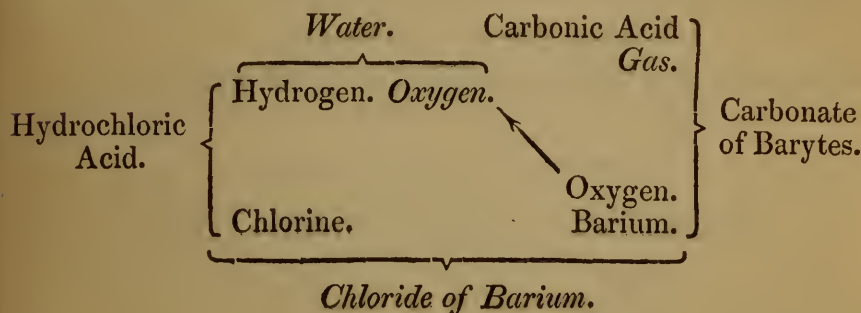 Water. Carbonic Acid
Gas.
Hydrogen. Oxygen.
Hydrochloric Acid.
Carbonate of Barytes.
Oxygen.
Chlorine. Barium.
Chloride of Barium.